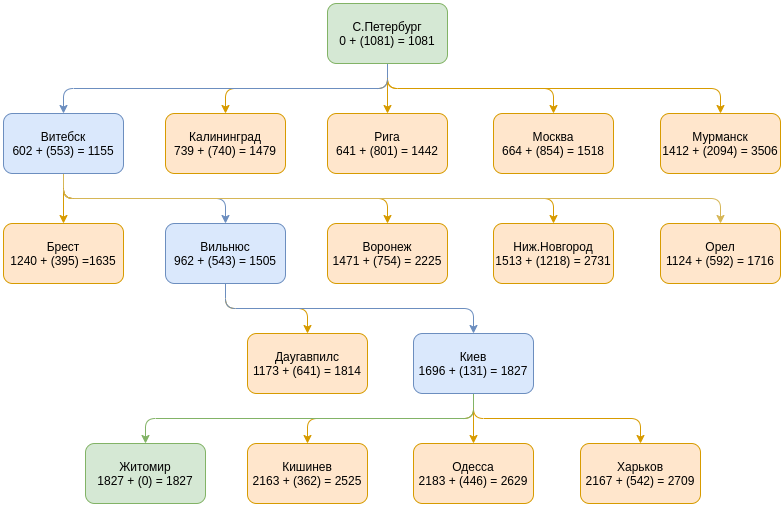 С.Петербург
0 + (1081) = 1081
Витебск
602 + (553) = 1155
Калининград
739 + (740) = 1479
Рига
641 + (801) = 1442
Москва
664 + (854) = 1518
Мурманск
1412 + (2094) = 3506
Брест
1240 + (395) =1635
Вильнюс
962 + (543) = 1505
Воронеж
1471 + (754) = 2225
Ниж.Новгород
1513 + (1218) = 2731
Орел
1124 + (592) = 1716
Даугавпилс
1173 + (641) = 1814
Киев
1696 + (131) = 1827
Житомир
1827 + (0) = 1827
Кишинев
2163 + (362) = 2525
Одесса
2183 + (446) = 2629
Харьков
2167 + (542) = 2709